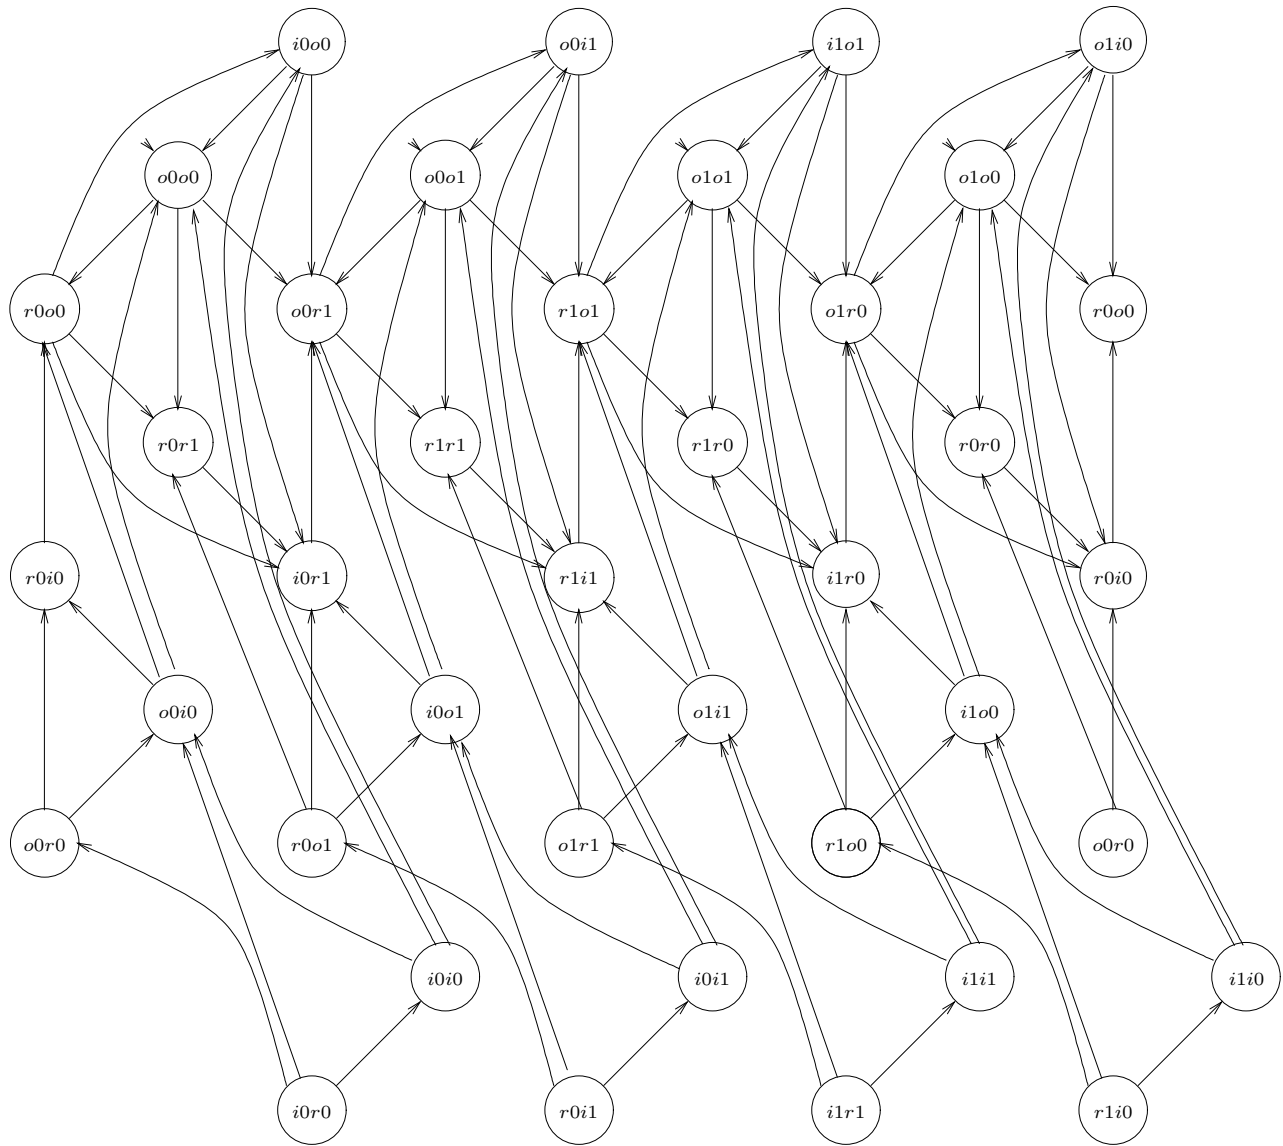 i0o0 o0i1 i1o1 o1i0
o0o0 o0o1 o1o1 o1o0
r0o0 o0r1 r1o1 o1r0 r0o0
r0r1 r1r1 r1r0 r0r0
r0i0 i0r1 r1i1 i1r0 r0i0
o0i0 i0o1 o1i1 i1o0
o0r0 r0o1 o1r1 r1o0 o0r0
i0i0 i0i1 i1i1 i1i0
i0r0 r0i1 i1r1 r1i0